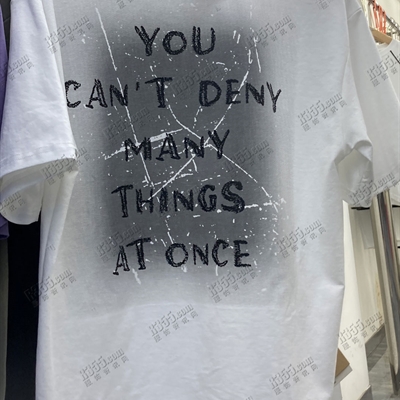 YOU
CAN'T DENY
MANY
THINGS
AT ONCE